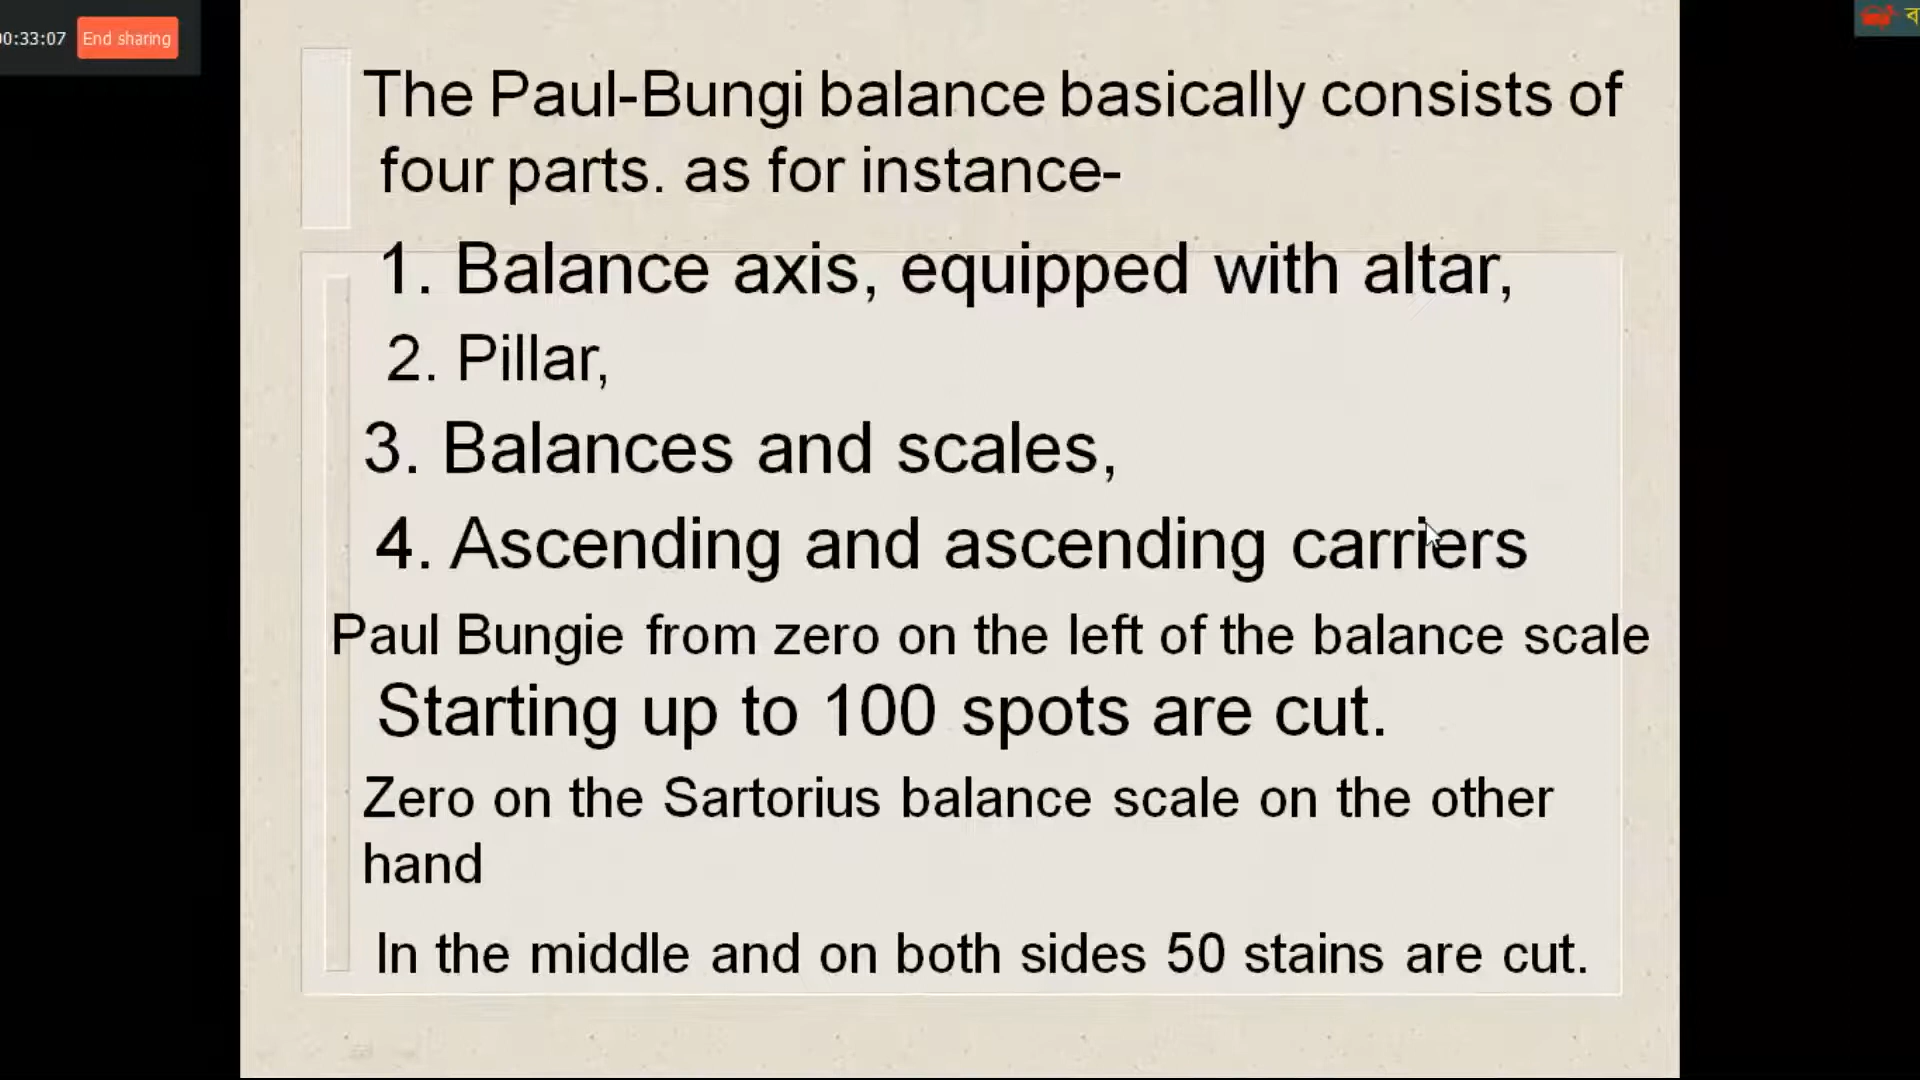 00:33:07 End sharing
ব
The Paul-Bungi balance basically consists of
four parts. as for instance-
1. Balance axis, equipped with altar,
2. Pillar,
3. Balances and scales,
4. Ascending and ascending carriers
Paul Bungie from zero on the left of the balance scale
Starting up to 100 spots are cut.
Zero on the Sartorius balance scale on the other
hand
In the middle and on both sides 50 stains are cut.